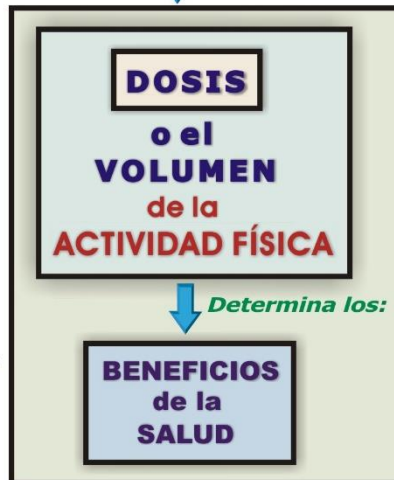 DOSIS
o el
VOLUMEN
de la
ACTIVIDAD FÍSICA
Determina los:
BENEFICIOS
de la
SALUD